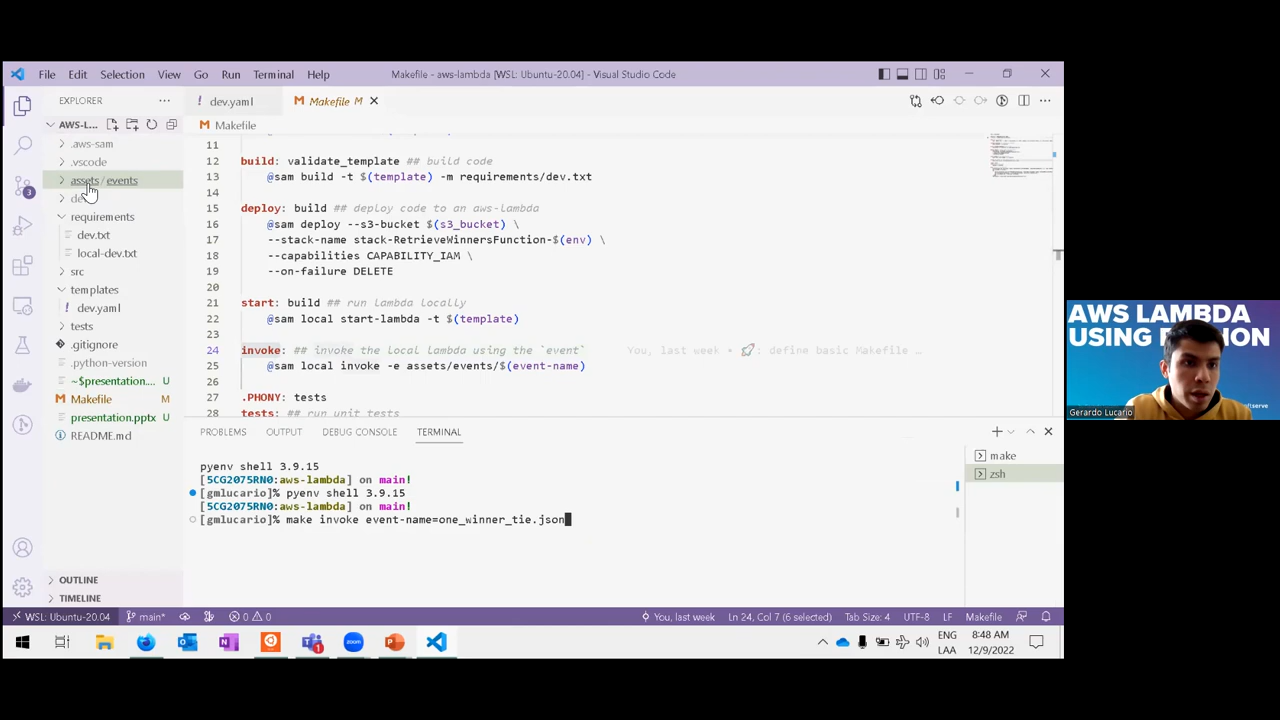 File Edit Selection View Go Run Terminal Help
Makefile - aws-lambda [WSL: Ubuntu-20.04] - Visual Studio Code
EXPLORER
AWS-L...
.aws-sam
.vscode
assets / events
requirements
dev.txt
local-dev.txt
src
templates
! dev.yaml
tests
.gitignore
.python-version
~$presentation.... U
Makefile M
presentation.pptx U
README.md
OUTLINE
TIMELINE
3
! dev.yaml
M Makefile M
M Makefile
11
12 build: validate_template ## build code
13 @sam build -t $(template) -m requirements/dev.txt
14
15 deploy: build ## deploy code to an aws-lambda
16 @sam deploy --s3-bucket $(s3_bucket) \
17 --stack-name stack-RetrieveWinnersFunction-$(env) \
18 --capabilities CAPABILITY_IAM \
19 --on-failure DELETE
20
21 start: build ## run lambda locally
22 @sam local start-lambda -t $(template)
23
24 invoke: ## invoke the local lambda using the `event` You, last week • 🚀: define basic Makefile …
25 @sam local invoke -e assets/events/$(event-name)
26
27 .PHONY: tests
28 tests: ## run unit tests
PROBLEMS OUTPUT DEBUG CONSOLE TERMINAL
pyenv shell 3.9.15
[5CG2075RN0:aws-lambda] on main!
[gmlucario]% pyenv shell 3.9.15
[5CG2075RN0:aws-lambda] on main!
[gmlucario]% make invoke event-name=one_winner_tie.json
make
zsh
WSL: Ubuntu-20.04 main* 0 0 You, last week Ln 24, Col 7 (6 selected) Tab Size: 4 UTF-8 LF Makefile
1
ENG
LAA
8:48 AM
12/9/2022
AWS LAMBDA
USING
Gerardo Lucario